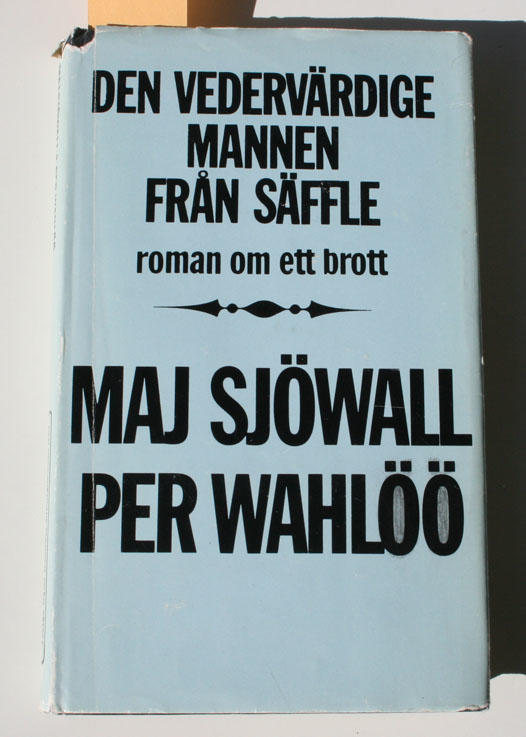 DEN VEDERVÄRDIGE
MANNEN
FRÅN SÄFFLE
roman om ett brott
MAJ SJÖWALL
PER WAHLÖÖ